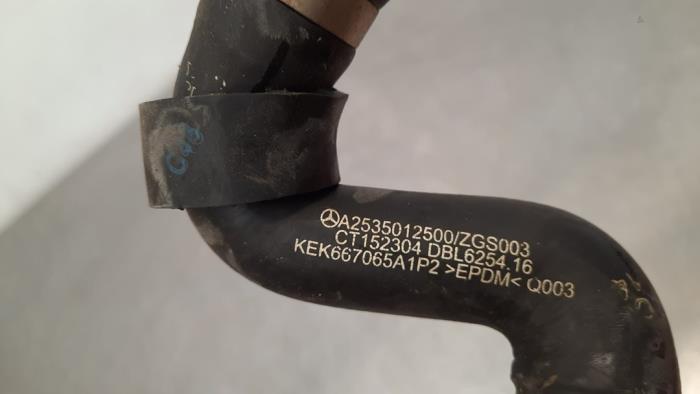 A2535012500/ZGS003
CT152304 DBL6254.16
KEK667065A1P2 >EPDM< Q003